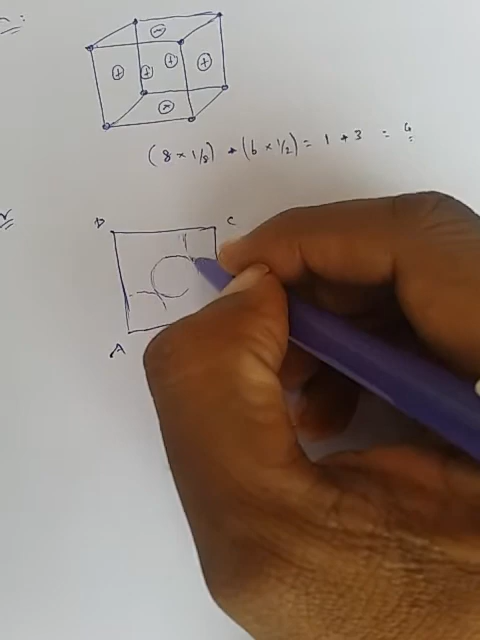 (8 × 1/8) + (6 × 1/2) = 1 + 3 = 4
D C
A